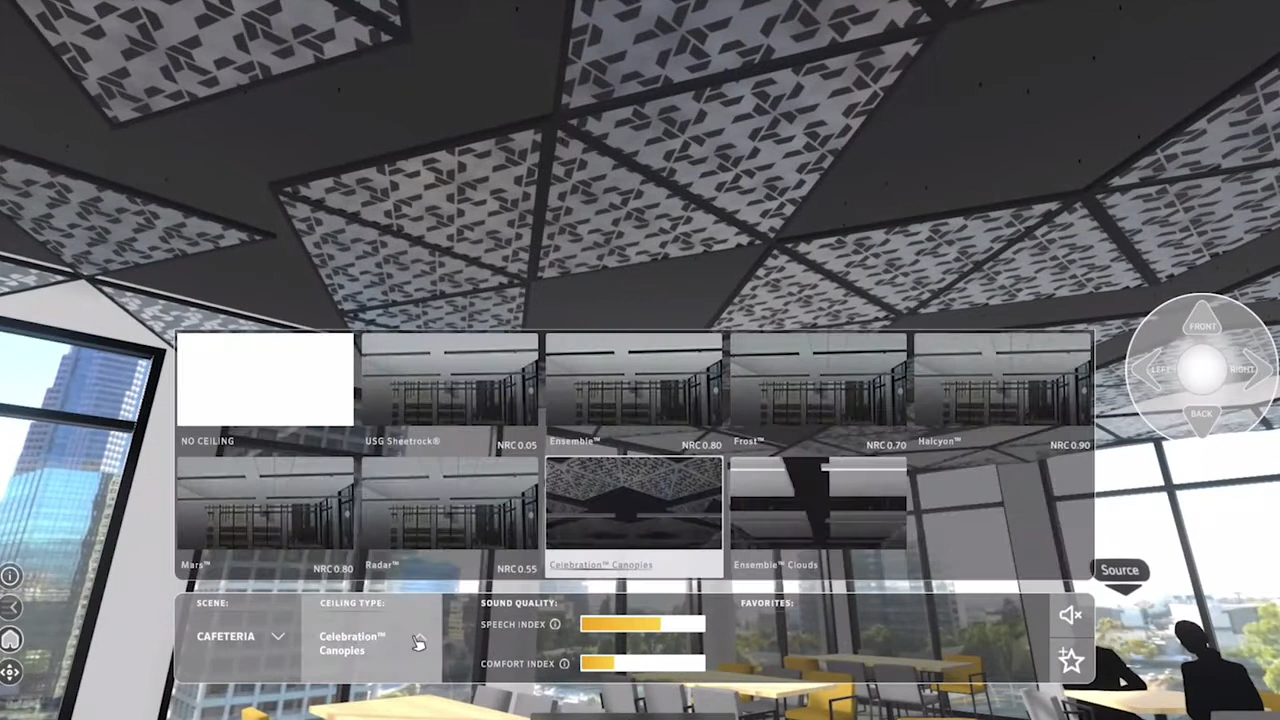 FRONT
LEFT
RIGHT
BACK
NO CEILING
USG Sheetrock®
NRC 0.05
Ensemble™
NRC 0.80
Frost™
NRC 0.70
Halcyon™
NRC 0.90
Mars™
NRC 0.80
Radar™
NRC 0.55
Celebration™ Canopies
Ensemble™ Clouds
Source
SCENE:
CAFETERIA
CEILING TYPE:
Celebration™
Canopies
SOUND QUALITY:
SPEECH INDEX
COMFORT INDEX
FAVORITES: